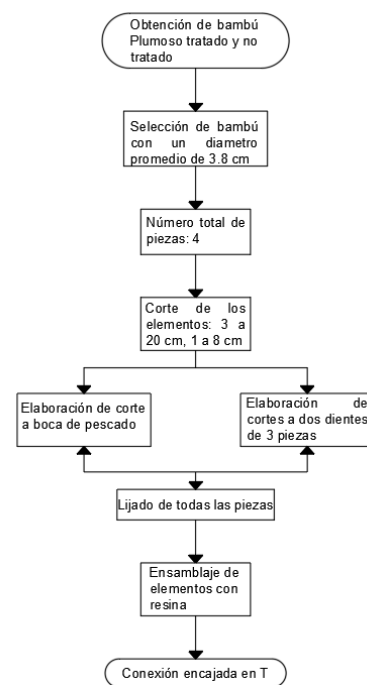 Obtención de bambú
Plumoso tratado y no
tratado
Selección de bambú
con un diametro
promedio de 3.8 cm
Número total de
piezas: 4
Corte de los
elementos: 3 a
20 cm, 1 a 8 cm
Elaboración de corte
a boca de pescado
Elaboración de
cortes a dos dientes
de 3 piezas
Lijado de todas las piezas
Ensamblaje de
elementos con
resina
Conexión encajada en T